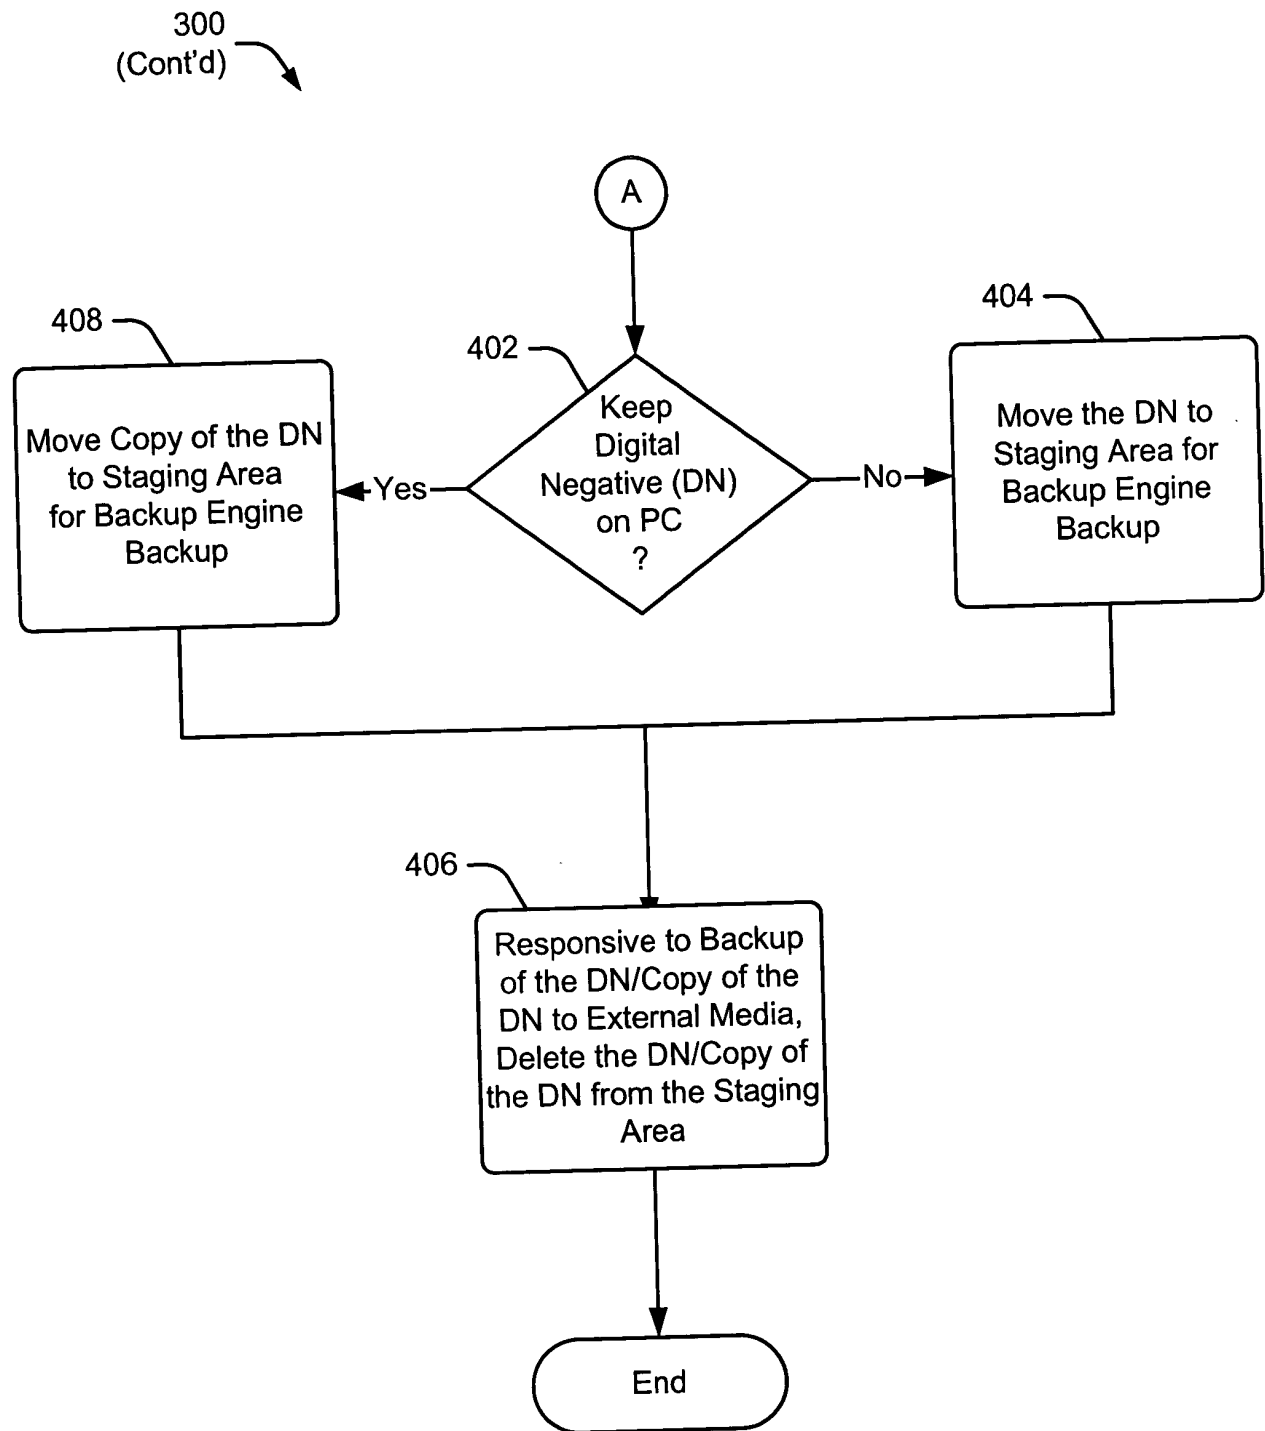 300
(Cont'd)
A
408
404
402
Keep
Digital
Negative (DN)
on PC
?
Move Copy of the DN
to Staging Area
for Backup Engine
Backup
Yes
No
Move the DN to
Staging Area for
Backup Engine
Backup
406
Responsive to Backup
of the DN/Copy of the
DN to External Media,
Delete the DN/Copy of
the DN from the Staging
Area
End